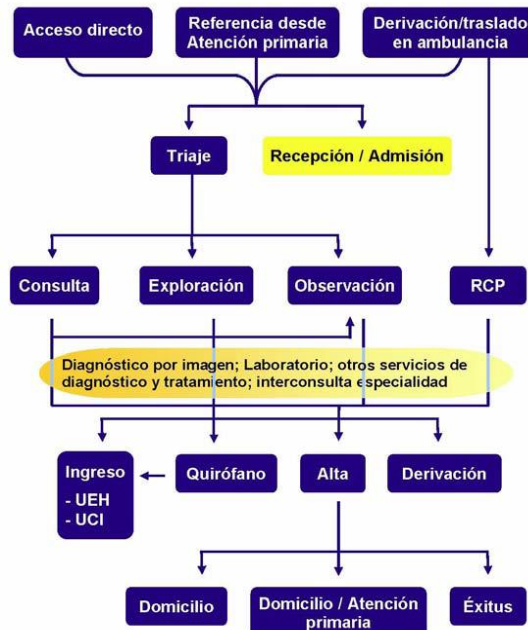 Acceso directo
Referencia desde
Atención primaria
Derivación/traslado
en ambulancia
Triaje
Recepción / Admisión
Consulta
Exploración
Observación
RCP
Diagnóstico por imagen; Laboratorio; otros servicios de
diagnóstico y tratamiento; interconsulta especialidad
Ingreso
- UEH
- UCI
Quirófano
Alta
Derivación
Domicilio
Domicilio / Atención
primaria
Éxitus